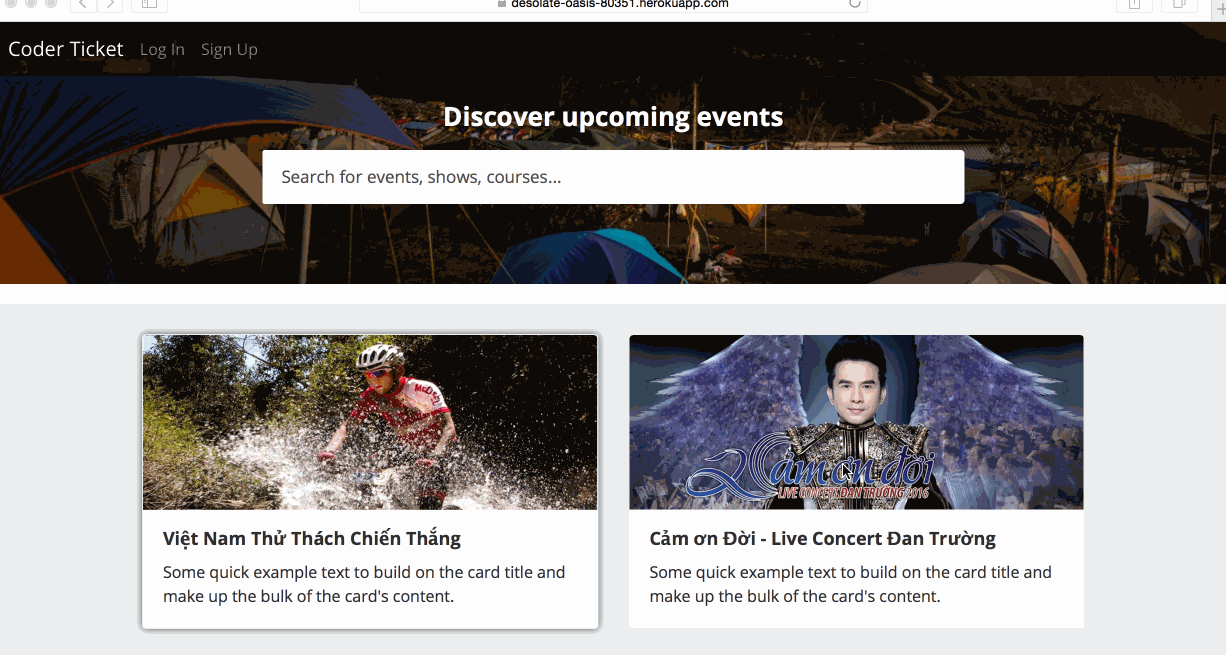 desolate-oasis-80351.herokuapp.com
Coder Ticket Log In Sign Up
Discover upcoming events
Search for events, shows, courses...
Cảm ơn đời
LIVE CONCERT ĐAN TRƯỜNG 2016
Việt Nam Thử Thách Chiến Thắng
Some quick example text to build on the card title and
make up the bulk of the card's content.
Cảm ơn Đời - Live Concert Đan Trường
Some quick example text to build on the card title and
make up the bulk of the card's content.